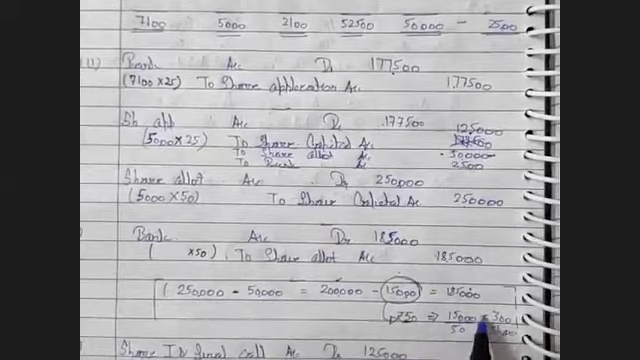 7100 5000 2100 52500 50000 - 2500
(1) Bank A/c Dr 177500
(7100 x 25) To Share application A/c 177500
Sh app A/c Dr 177500
(5000 x 25) To Share Capital A/c 125000
To Share allot A/c 50000
To Bank A/c 2500
Share allot A/c Dr 250000
(5000 x 50) To Share Capital A/c 250000
Bank A/c Dr 185000
( x50) To Share allot A/c 185000
[ ( 250000 - 50000 = 200000 - 15000 = 185000
⇒ 15000 = 300
50
Share I & final call A/c Dr 125000